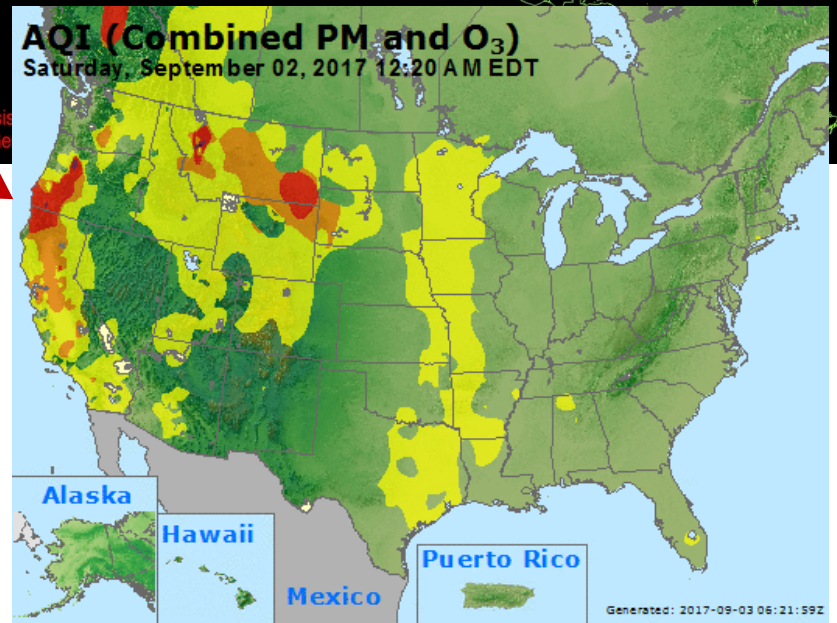 AQI (Combined PM and O₃)
Saturday, September 02, 2017 12:20 AM EDT
Alaska
Hawaii
Puerto Rico
Mexico
Generated: 2017-09-03 06:21:59Z